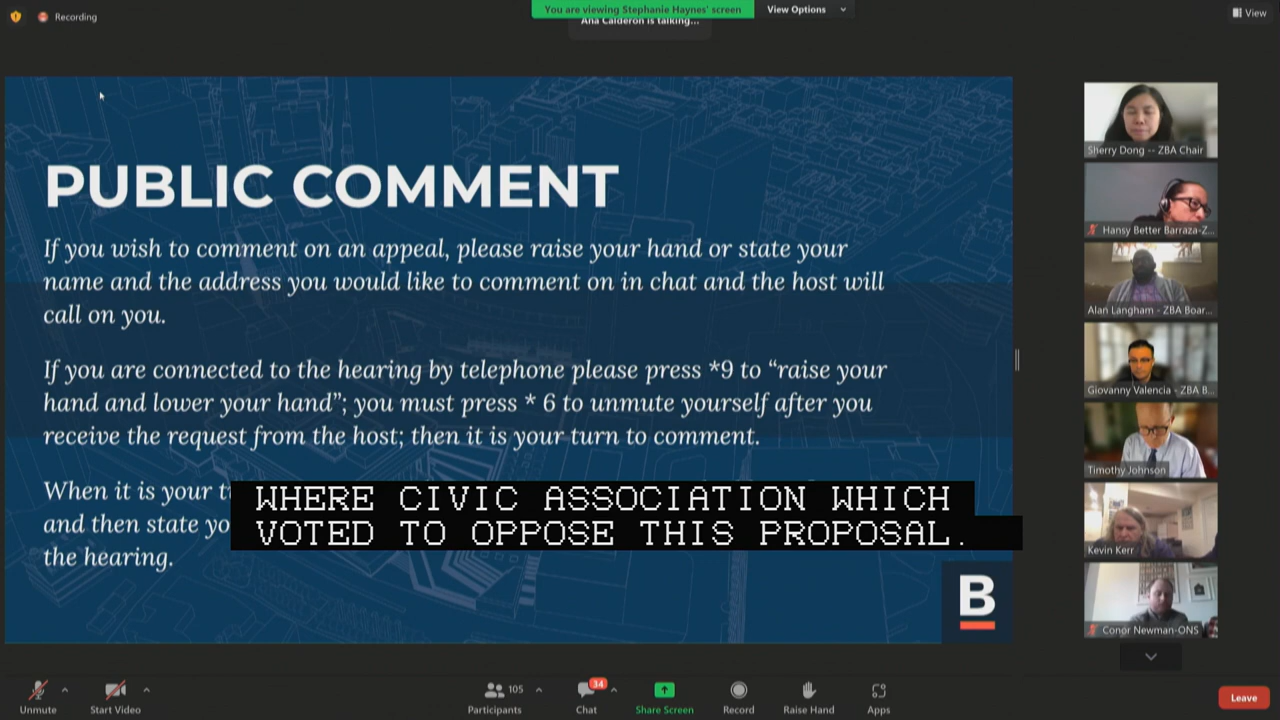 Recording
You are viewing Stephanie Haynes' screen
View Options
View
Ana Calderon is talking...
PUBLIC COMMENT
If you wish to comment on an appeal, please raise your hand or state your
name and the address you would like to comment on in chat and the host will
call on you.
If you are connected to the hearing by telephone please press *9 to “raise your
hand and lower your hand”; you must press * 6 to unmute yourself after you
receive the request from the host; then it is your turn to comment.
When it is your
and then state
the hearing.
WHERE CIVIC ASSOCIATION WHICH
VOTED TO OPPOSE THIS PROPOSAL.
B
Sherry Dong -- ZBA Chair
Hansy Better Barraza-Z...
Alan Langham - ZBA Boar...
Giovanny Valencia - ZBA B...
Timothy Johnson
Kevin Kerr
Conor Newman-ONS
Unmute
Start Video
105
Participants
34
Chat
Share Screen
Record
Raise Hand
Apps
Leave